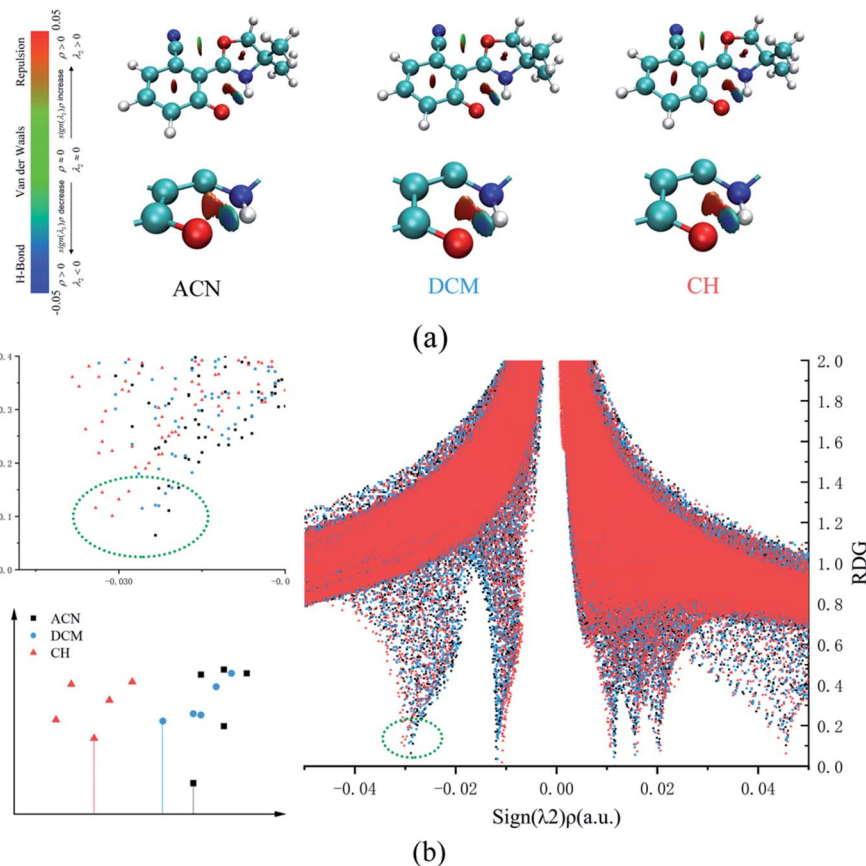 0.05
-0.05
Repulsion
Van der Waals
H-Bond
ρ > 0
sign(λ₂)ρ increase
ρ ≈ 0
sign(λ₂)ρ decrease
ρ > 0
λ₂ > 0
λ₂ ≈ 0
λ₂ < 0
ACN DCM CH
(a)
0.4
0.3
0.2
0.1
0.0
-0.030 -0.0
ACN
DCM
CH
2.0
1.8
1.6
1.4
1.2
1.0
0.8
0.6
0.4
0.2
0.0
RDG
-0.04 -0.02 0.00 0.02 0.04
Sign(λ2)ρ(a.u.)
(b)